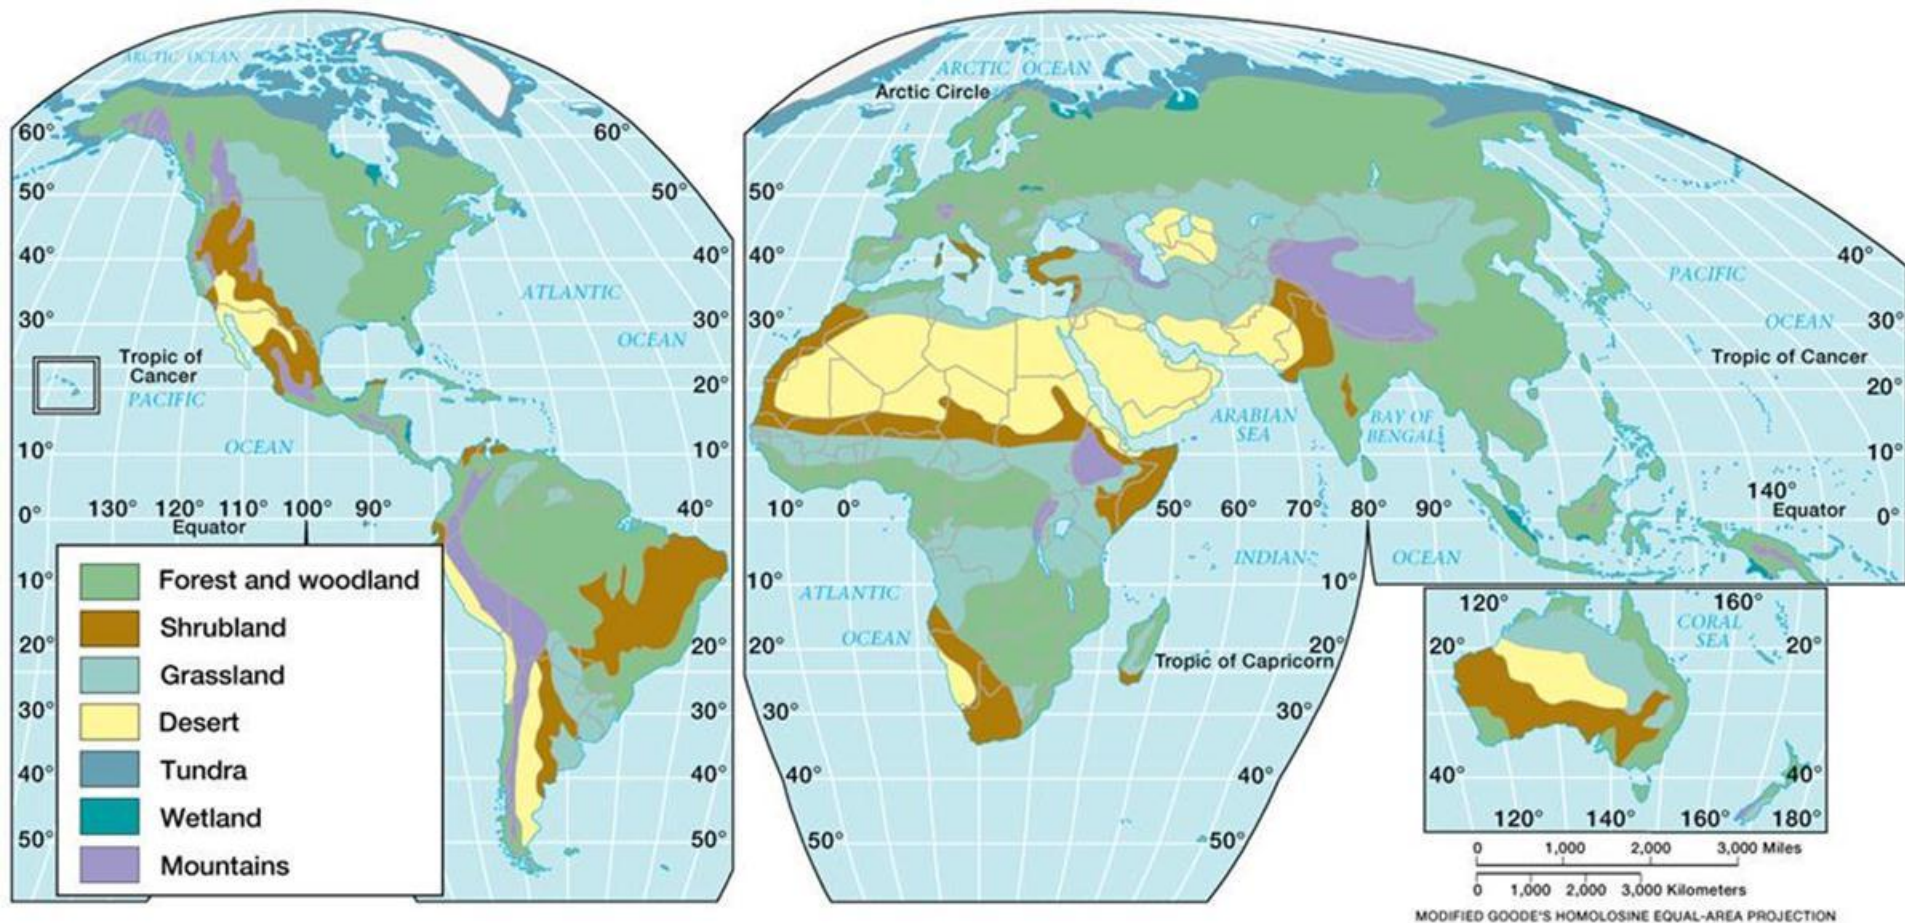 ARCTIC OCEAN
60°
60°
50°
50°
40°
ATLANTIC
30°
30°
OCEAN
Tropic of
Cancer
PACIFIC
20°
10°
OCEAN
10°
130°
120°
110°
100°
90°
40°
0°
Equator
0°
10°
20°
20°
30°
30°
40°
40°
50°
50°
Forest and woodland
Shrubland
Grassland
Desert
Tundra
Wetland
Mountains
ARCTIC OCEAN
Arctic Circle
60°
50°
40°
40°
PACIFIC
30°
OCEAN
30°
Tropic of Cancer
20°
ARABIAN
SEA
BAY OF
BENGAL
10°
10°
140°
Equator
0°
10°
0°
50°
60°
70°
80°
90°
INDIAN
OCEAN
10°
10°
ATLANTIC
OCEAN
20°
20°
Tropic of Capricorn
30°
30°
40°
40°
50°
50°
120°
160°
CORAL
SEA
20°
20°
40°
40°
120°
140°
160°
180°
0
1,000
2,000
3,000 Miles
0
1,000
2,000
3,000 Kilometers
MODIFIED GOODE'S HOMOLOSINE EQUAL-AREA PROJECTION